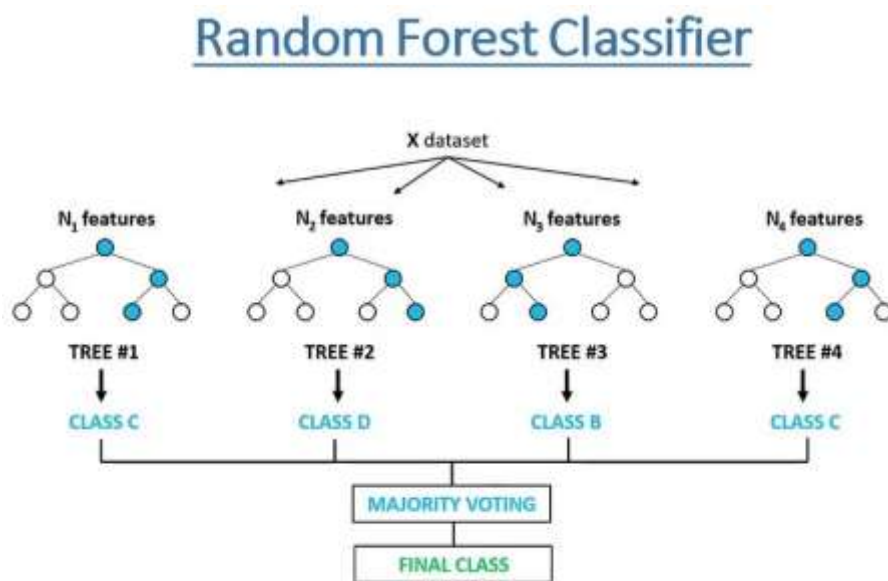 Random Forest Classifier
X dataset
N₁ features N₂ features N₃ features N₄ features
TREE #1 TREE #2 TREE #3 TREE #4
CLASS C CLASS D CLASS B CLASS C
MAJORITY VOTING
FINAL CLASS